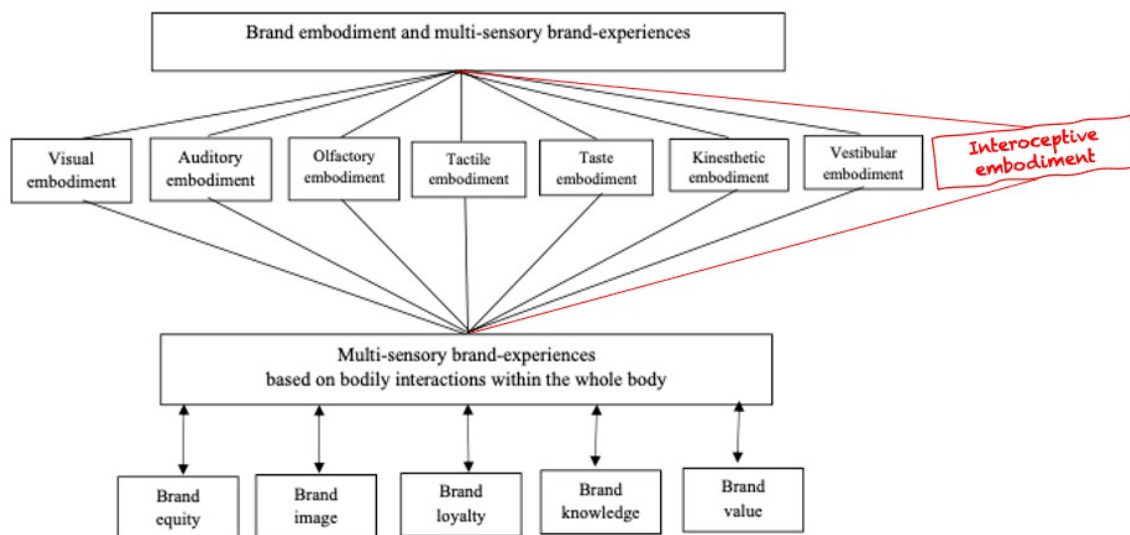 Brand embodiment and multi-sensory brand-experiences
Visual
embodiment
Auditory
embodiment
Olfactory
embodiment
Tactile
embodiment
Taste
embodiment
Kinesthetic
embodiment
Vestibular
embodiment
Interoceptive
embodiment
Multi-sensory brand-experiences
based on bodily interactions within the whole body
Brand
equity
Brand
image
Brand
loyalty
Brand
knowledge
Brand
value